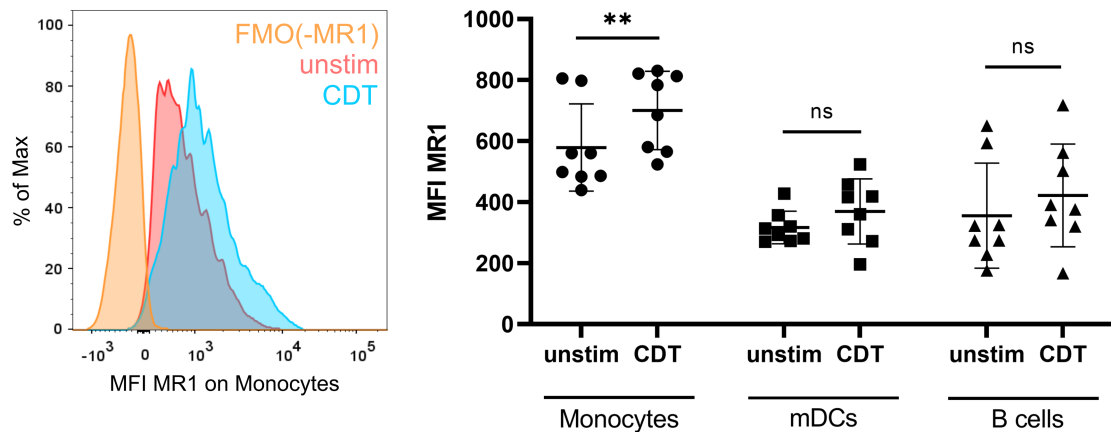 FMO(-MR1)
unstim
CDT
% of Max
100
80
60
40
20
0
-10³ 0 10³ 10⁴ 10⁵
MFI MR1 on Monocytes
MFI MR1
1000
800
600
400
200
0
**
ns
ns
unstim CDT unstim CDT unstim CDT
Monocytes mDCs B cells